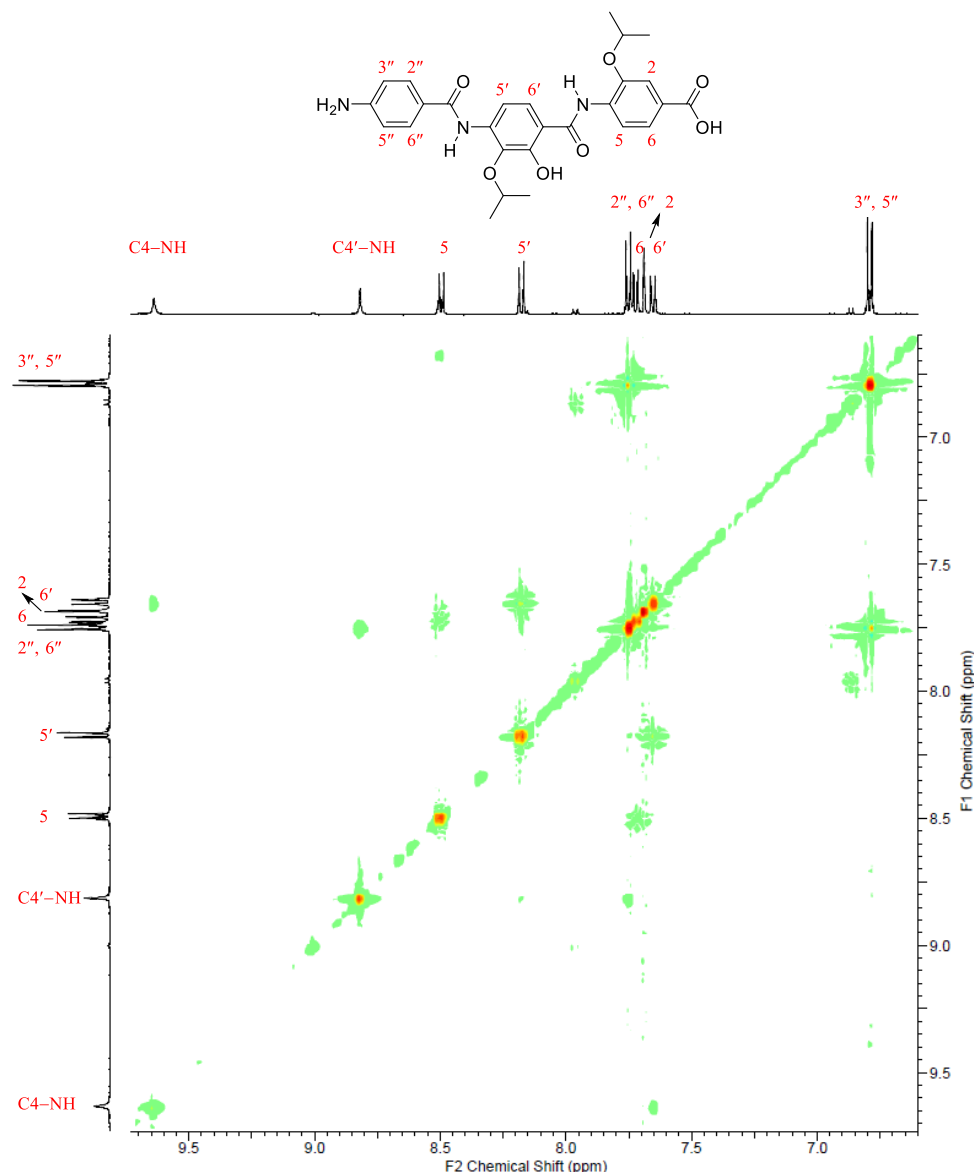 O
2
3″ 2″ O 5′ 6′ H N O
H₂N N N OH
5″ 6″ H O 5 6
O OH
2″, 6″ 2 3″, 5″
C4–NH C4′–NH 5 5′ 6 6′
3″, 5″
7.0
7.5
2 6′
6
2″, 6″
8.0
5′
5
8.5
C4′–NH
9.0
9.5
C4–NH
F1 Chemical Shift (ppm)
9.5 9.0 8.5 8.0 7.5 7.0
F2 Chemical Shift (ppm)